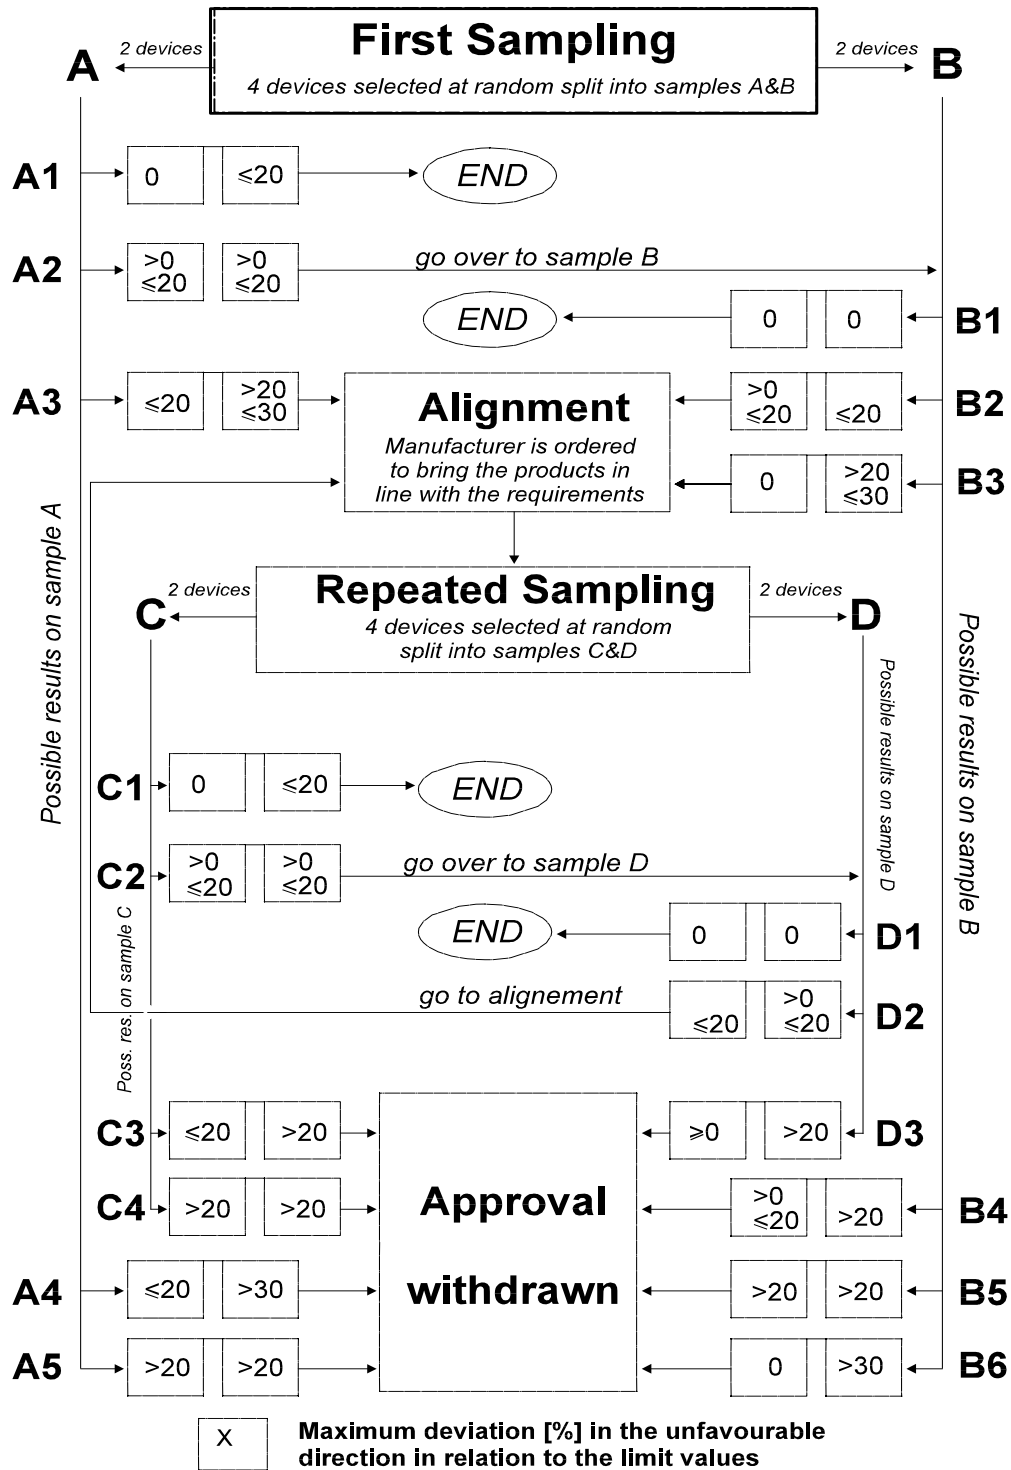 First Sampling
4 devices selected at random split into samples A&B
2 devices
2 devices
A
B
A1
0
≤20
END
A2
>0
≤20
>0
≤20
go over to sample B
END
0
0
B1
A3
≤20
>20
≤30
Alignment
Manufacturer is ordered
to bring the products in
line with the requirements
>0
≤20
≤20
B2
0
>20
≤30
B3
Possible results on sample A
2 devices
2 devices
C
Repeated Sampling
4 devices selected at random
split into samples C&D
D
Possible results on sample D
Possible results on sample B
C1
0
≤20
END
C2
>0
≤20
>0
≤20
go over to sample D
Poss. res. on sample C
END
0
0
D1
go to alignement
≤20
>0
≤20
D2
C3
≤20
>20
≥0
>20
D3
C4
>20
>20
Approval
withdrawn
>0
≤20
>20
B4
A4
≤20
>30
>20
>20
B5
A5
>20
>20
0
>30
B6
X
Maximum deviation [%] in the unfavourable
direction in relation to the limit values